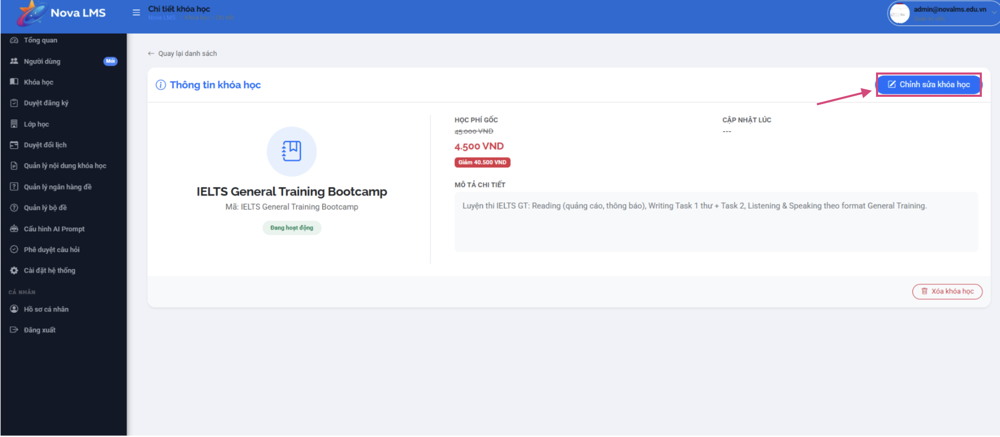 Nova LMS
Chi tiết khóa học
Nova LMS / Khóa học / Chi tiết
admin@novalms.edu.vn
Quản trị viên
Tổng quan
Người dùng
Mới
Khóa học
Duyệt đăng ký
Lớp học
Duyệt đổi lịch
Quản lý nội dung khóa học
Quản lý ngân hàng đề
Quản lý bộ đề
Cấu hình AI Prompt
Phê duyệt câu hỏi
Cài đặt hệ thống
CÁ NHÂN
Hồ sơ cá nhân
Đăng xuất
← Quay lại danh sách
Thông tin khóa học
Chỉnh sửa khóa học
IELTS General Training Bootcamp
Mã: IELTS General Training Bootcamp
Đang hoạt động
HỌC PHÍ GỐC
45.000 VND
4.500 VND
Giảm 40.500 VND
CẬP NHẬT LÚC
---
MÔ TẢ CHI TIẾT
Luyện thi IELTS GT: Reading (quảng cáo, thông báo), Writing Task 1 thư + Task 2, Listening & Speaking theo format General Training.
Xóa khóa học